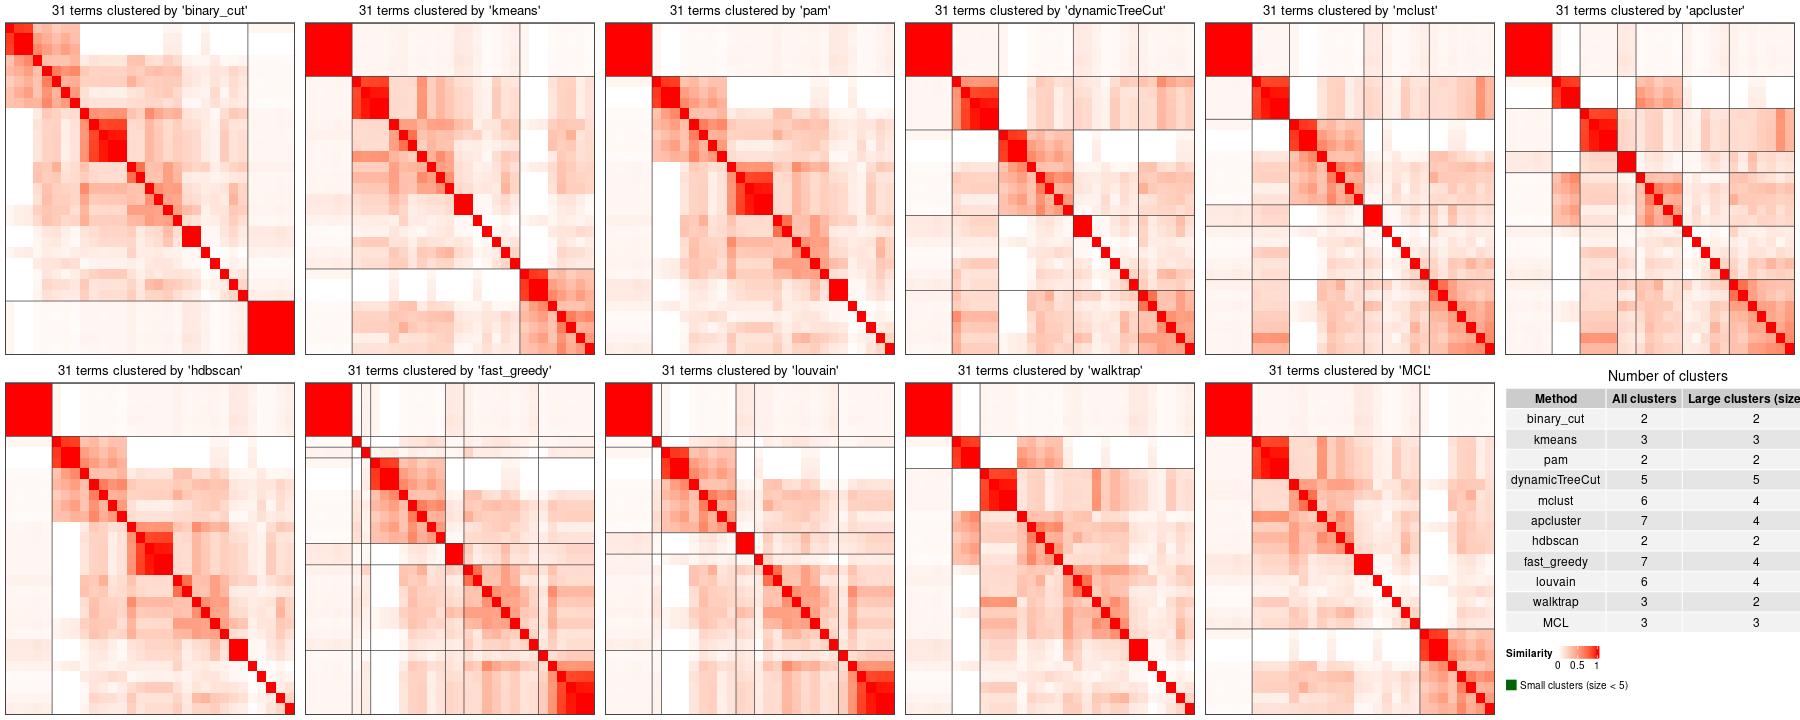 31 terms clustered by 'binary_cut'
31 terms clustered by 'kmeans'
31 terms clustered by 'pam'
31 terms clustered by 'dynamicTreeCut'
31 terms clustered by 'mclust'
31 terms clustered by 'apcluster'
31 terms clustered by 'hdbscan'
31 terms clustered by 'fast_greedy'
31 terms clustered by 'louvain'
31 terms clustered by 'walktrap'
31 terms clustered by 'MCL'
Number of clusters
Method All clusters Large clusters (size
binary_cut 2 2
kmeans 3 3
pam 2 2
dynamicTreeCut 5 5
mclust 6 4
apcluster 7 4
hdbscan 2 2
fast_greedy 7 4
louvain 6 4
walktrap 3 2
MCL 3 3
Similarity
0 0.5 1
Small clusters (size < 5)